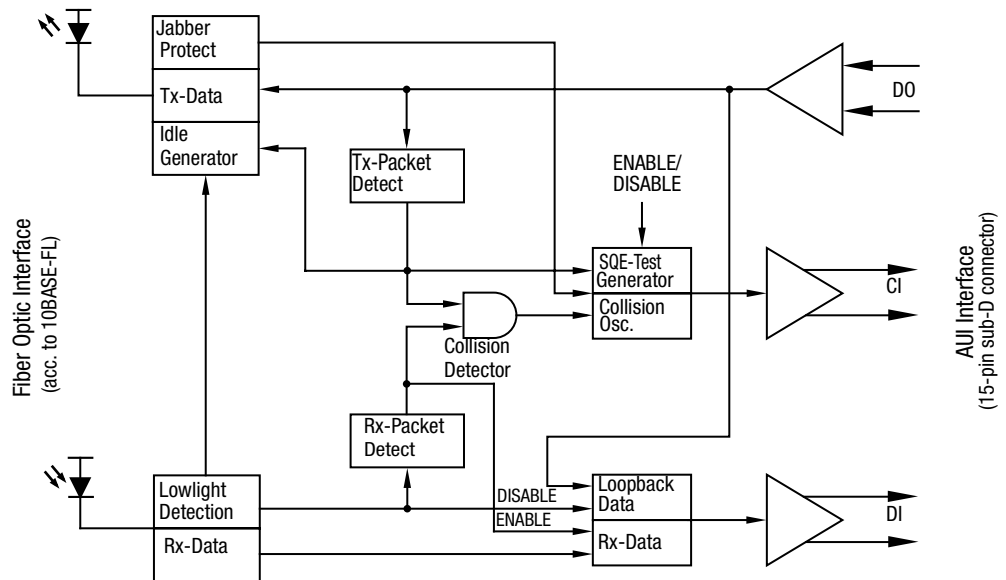 Jabber
Protect
Tx-Data
Idle
Generator
Tx-Packet
Detect
ENABLE/
DISABLE
DO
SQE-Test
Generator
Collision
Osc.
CI
Collision
Detector
Rx-Packet
Detect
Lowlight
Detection
Rx-Data
DISABLE
ENABLE
Loopback
Data
Rx-Data
DI
Fiber Optic Interface
(acc. to 10BASE-FL)
AUI Interface
(15-pin sub-D connector)